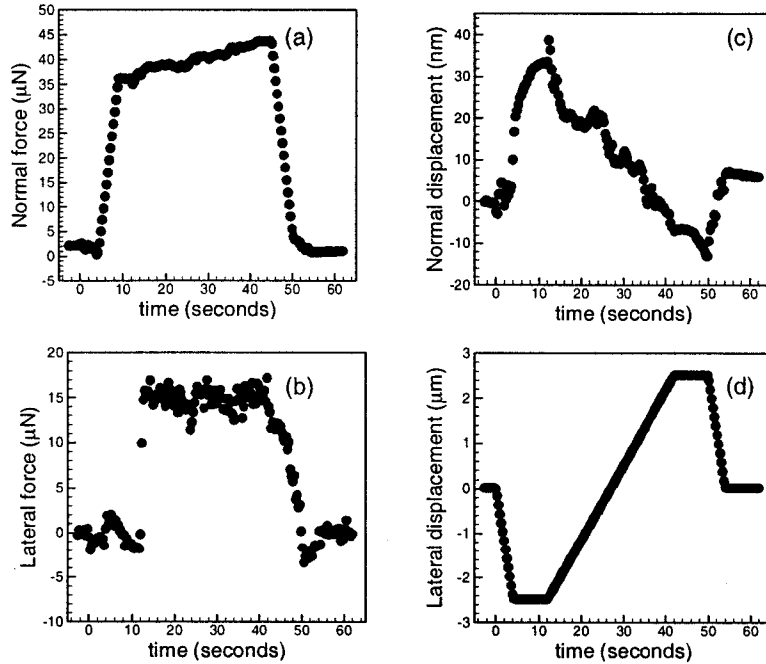 (a)
Normal force (μN)
50
45
40
35
30
25
20
15
10
5
0
-5
0 10 20 30 40 50 60
time (seconds)
(c)
Normal displacement (nm)
40
30
20
10
0
-10
-20
0 10 20 30 40 50 60
time (seconds)
(b)
Lateral force (μN)
20
15
10
5
0
-5
-10
0 10 20 30 40 50 60
time (seconds)
(d)
Lateral displacement (μm)
3
2
1
0
-1
-2
-3
0 10 20 30 40 50 60
time (seconds)